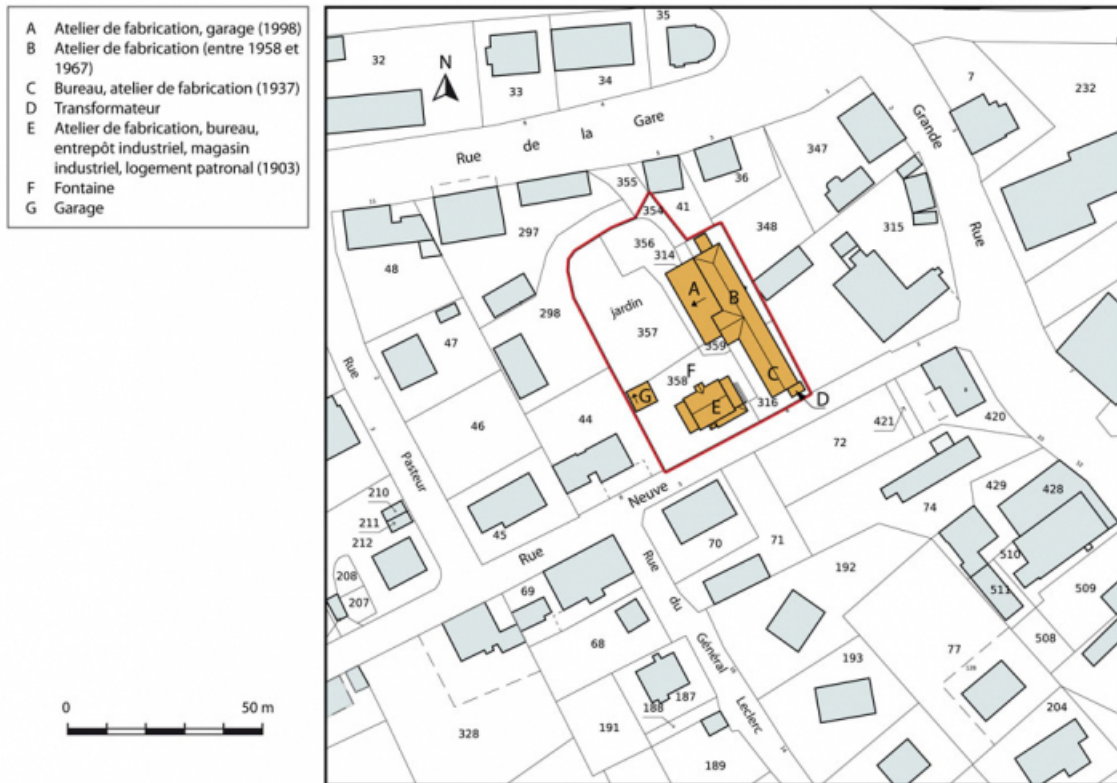 A Atelier de fabrication, garage (1998)
B Atelier de fabrication (entre 1958 et
1967)
C Bureau, atelier de fabrication (1937)
D Transformateur
E Atelier de fabrication, bureau,
entrepôt industriel, magasin
industriel, logement patronal (1903)
F Fontaine
G Garage
0 50 m
N
32
33
34
35
7
232
Rue de la Gare
Grande
Rue
347
355
36
41
354
297
356
314
348
315
48
A
B
jardin
298
357
47
359
F
358
C
G
E
316
D
Rue
Pasteur
46
44
421
420
72
Neuve
45
74
429
428
210
211
212
70
71
510
Rue
Rue
du
Général
Leclerc
192
208
207
69
511
509
68
508
77
193
187
188
191
328
204
189